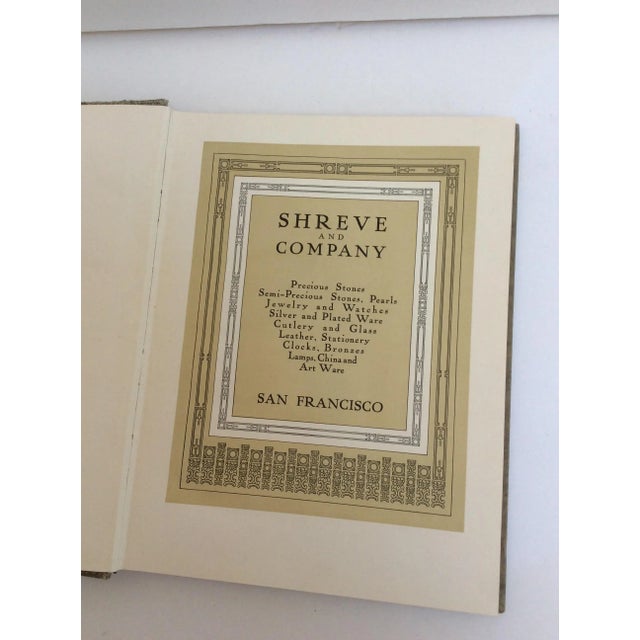 SHREVE
AND
COMPANY
Precious Stones
Semi-Precious Stones, Pearls
Jewelry and Watches
Silver and Plated Ware
Cutlery and Glass
Leather, Stationery
Clocks, Bronzes
Lamps, China and
Art Ware
SAN FRANCISCO